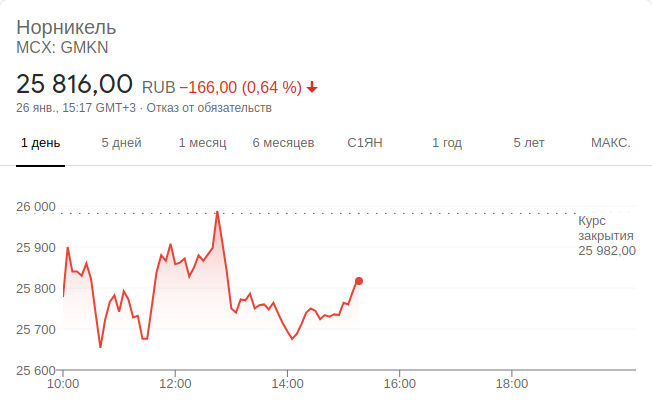 Норникель
MCX: GMKN
25 816,00 RUB −166,00 (0,64 %)
26 янв., 15:17 GMT+3 · Отказ от обязательств
1 день 5 дней 1 месяц 6 месяцев С1ЯН 1 год 5 лет МАКС.
26 000
Курс
закрытия
25 982,00
25 900
25 800
25 700
25 600
10:00 12:00 14:00 16:00 18:00